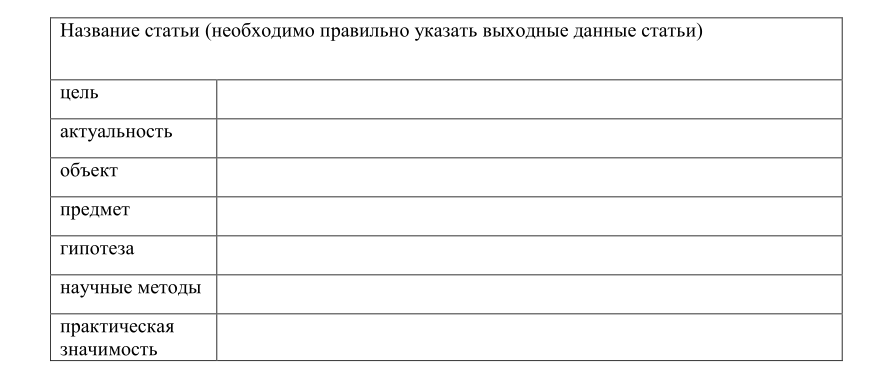 Название статьи (необходимо правильно указать выходные данные статьи)
цель
актуальность
объект
предмет
гипотеза
научные методы
практическая
значимость